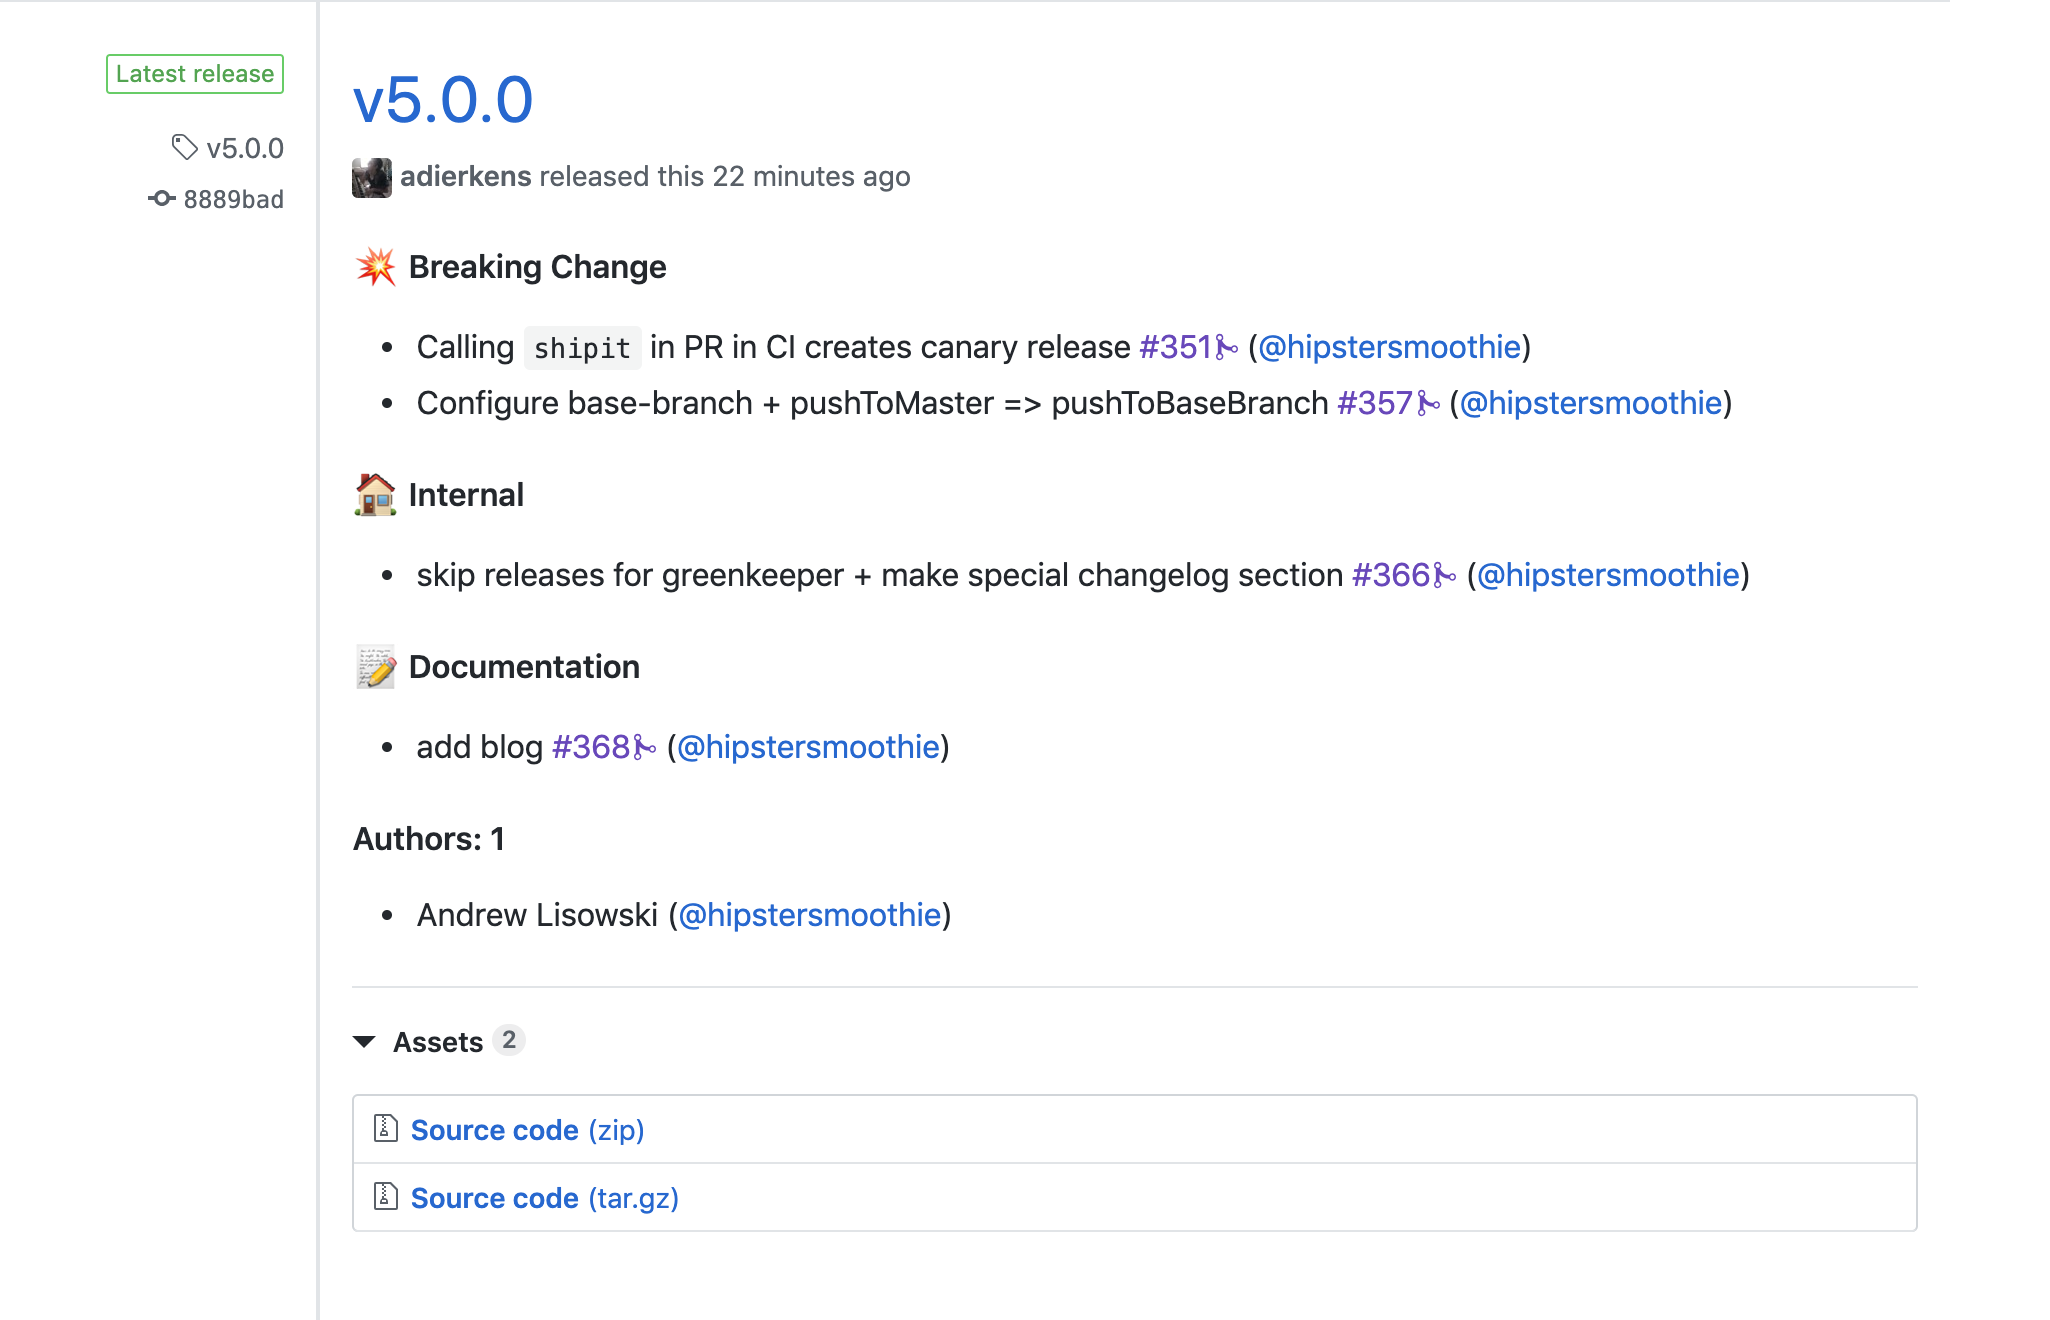 Latest release
v5.0.0
8889bad
v5.0.0
adierkens released this 22 minutes ago
💥 Breaking Change
• Calling shipit in PR in CI creates canary release #351 (@hipstersmoothie)
• Configure base-branch + pushToMaster => pushToBaseBranch #357 (@hipstersmoothie)
🏠 Internal
• skip releases for greenkeeper + make special changelog section #366 (@hipstersmoothie)
📝 Documentation
• add blog #368 (@hipstersmoothie)
Authors: 1
• Andrew Lisowski (@hipstersmoothie)
Assets 2
Source code (zip)
Source code (tar.gz)